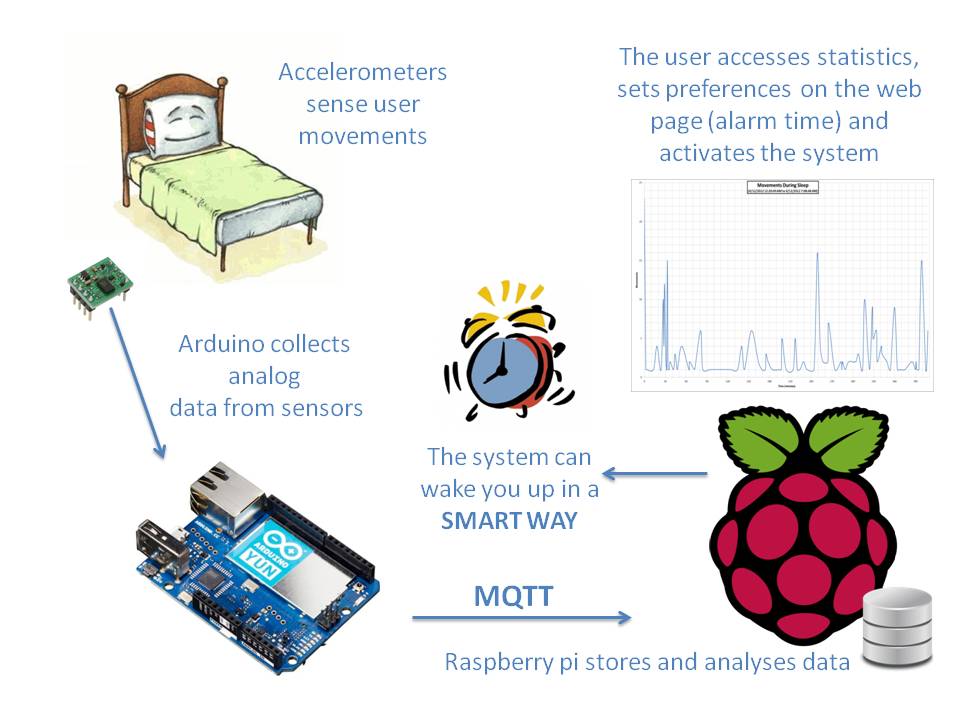 Accelerometers
sense user
movements
The user accesses statistics,
sets preferences on the web
page (alarm time) and
activates the system
Movements During Sleep
Arduino collects
analog
data from sensors
The system can
wake you up in a
SMART WAY
ARDUINO
YUN
MQTT
Raspberry pi stores and analyses data